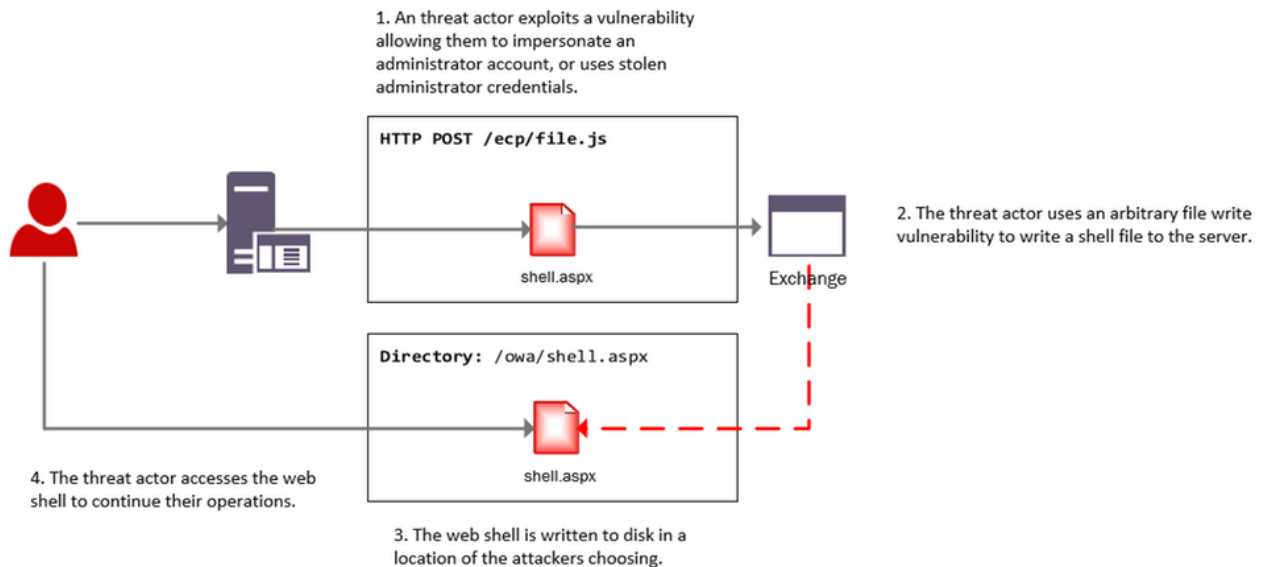 1. An threat actor exploits a vulnerability
allowing them to impersonate an
administrator account, or uses stolen
administrator credentials.
HTTP POST /ecp/file.js
shell.aspx
Exchange
2. The threat actor uses an arbitrary file write
vulnerability to write a shell file to the server.
Directory: /owa/shell.aspx
shell.aspx
4. The threat actor accesses the web
shell to continue their operations.
3. The web shell is written to disk in a
location of the attackers choosing.